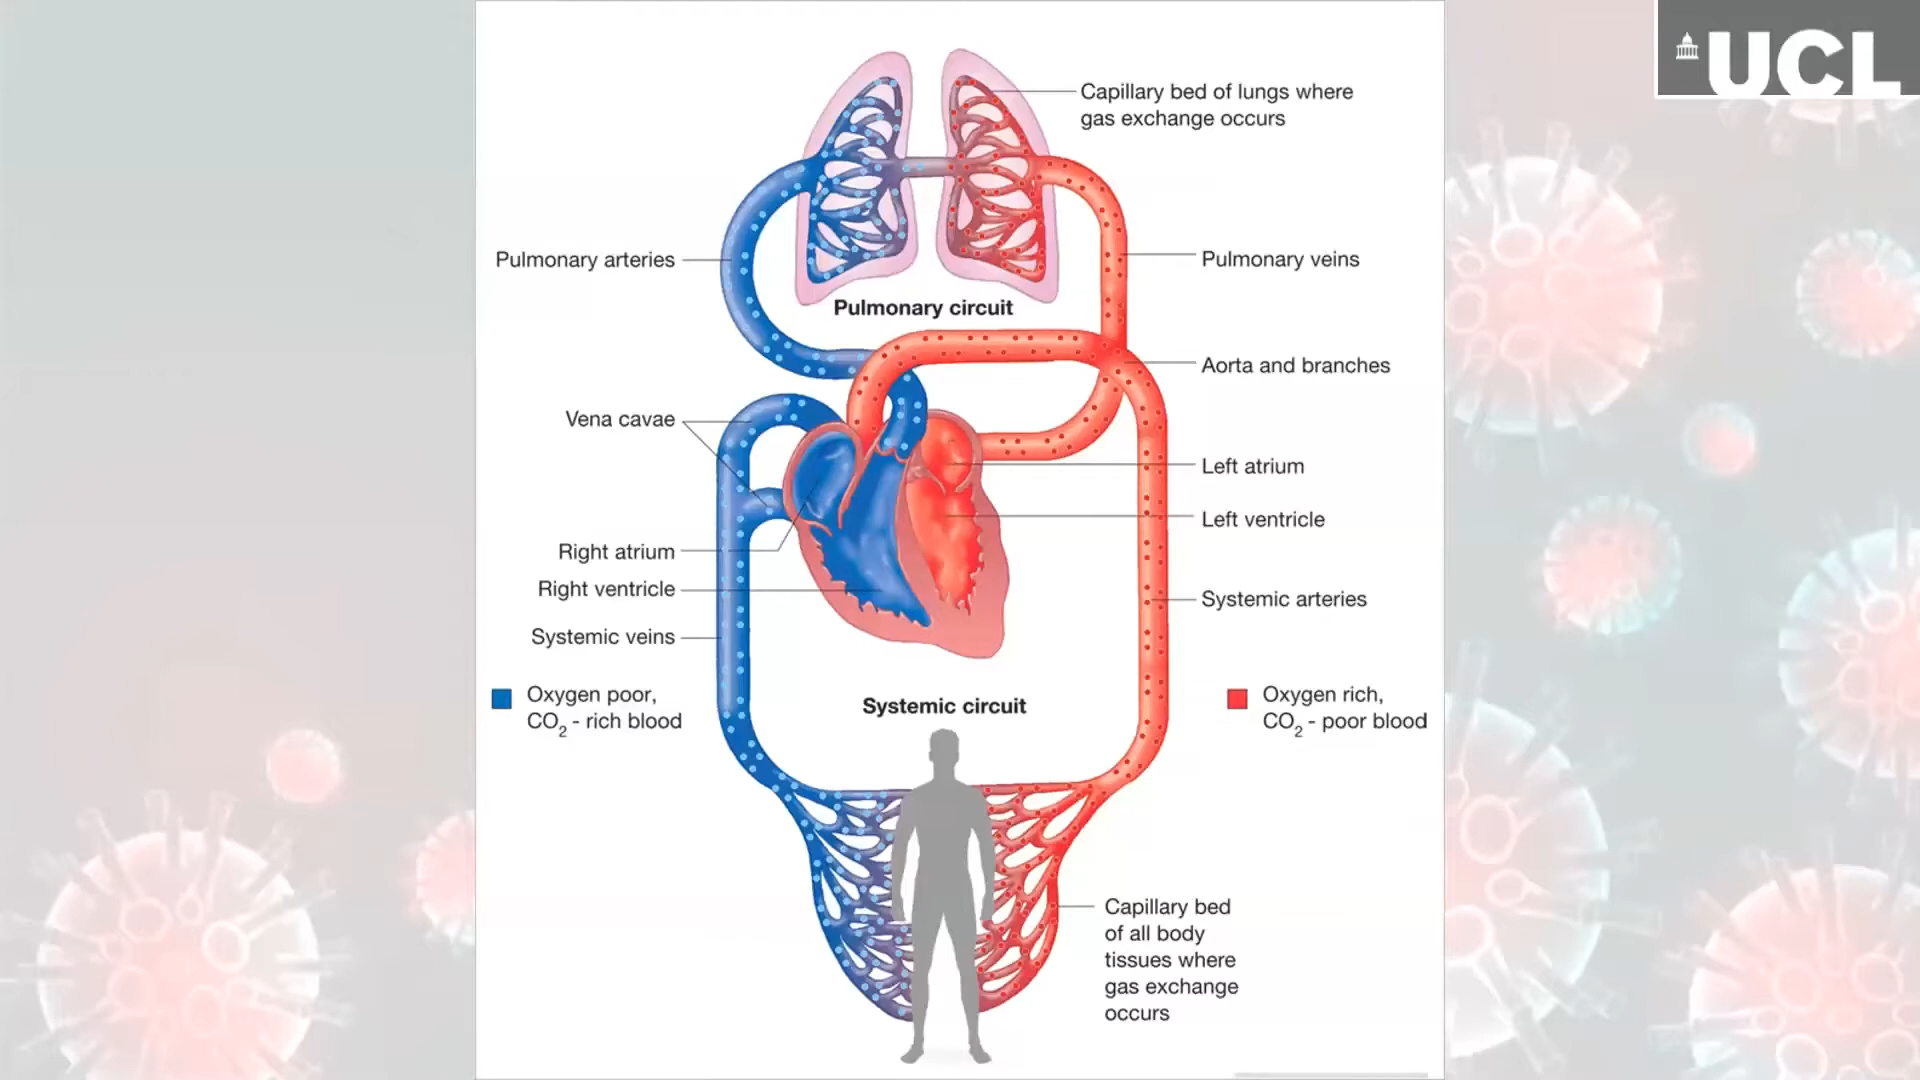 UCL
Capillary bed of lungs where
gas exchange occurs
Pulmonary arteries
Pulmonary veins
Pulmonary circuit
Aorta and branches
Vena cavae
Left atrium
Left ventricle
Right atrium
Right ventricle
Systemic arteries
Systemic veins
Oxygen poor,
CO2 - rich blood
Systemic circuit
Oxygen rich,
CO2 - poor blood
Capillary bed
of all body
tissues where
gas exchange
occurs